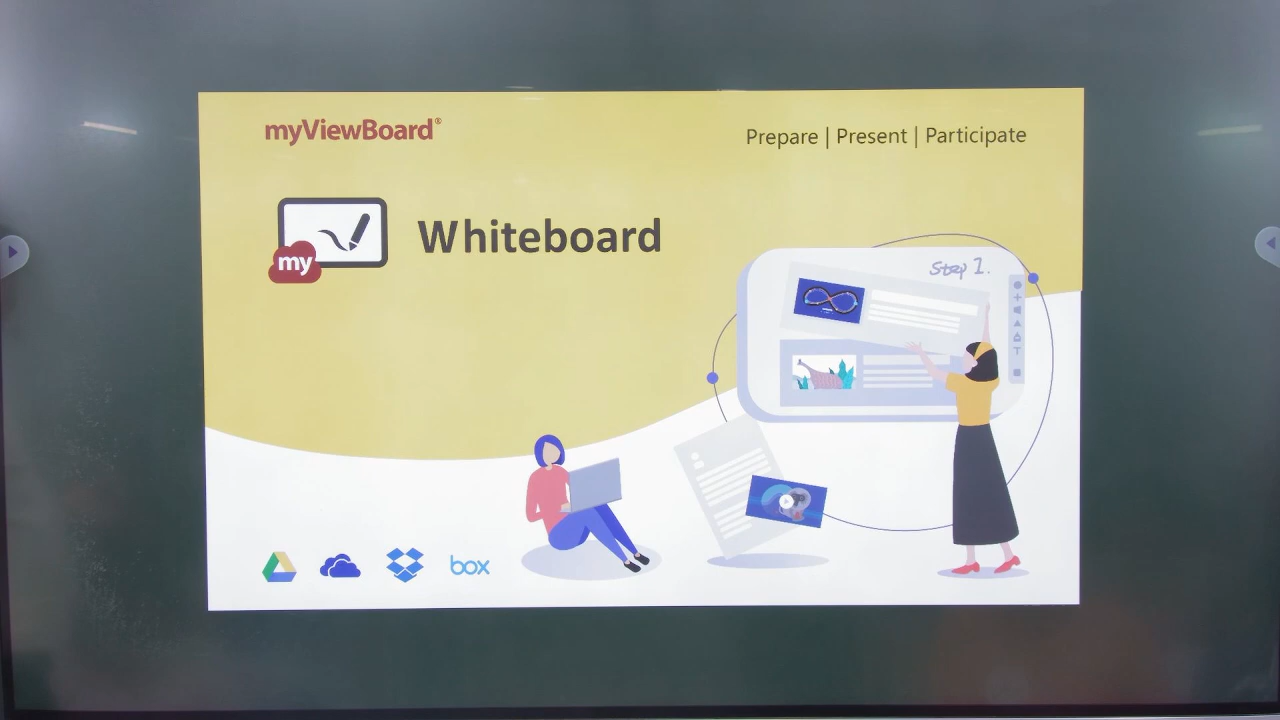 myViewBoard®
Prepare | Present | Participate
Whiteboard
my
Step 1.
T
box